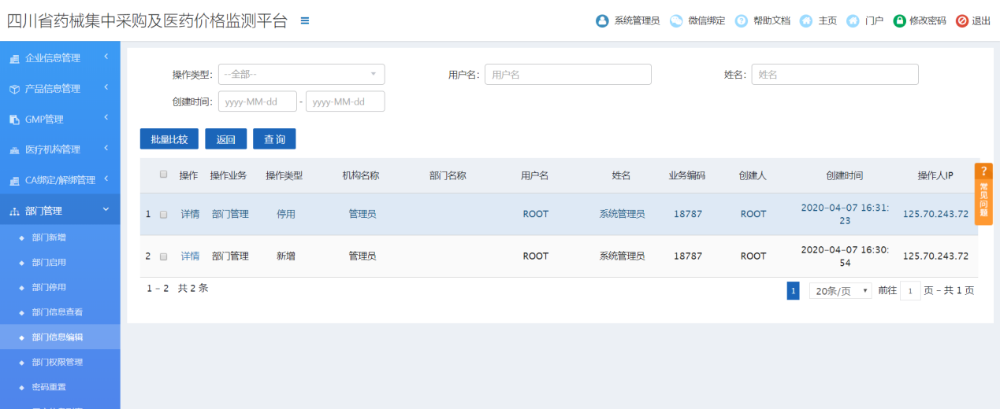 四川省药械集中采购及医药价格监测平台
系统管理员 微信绑定 帮助文档 主页 门户 修改密码 退出
企业信息管理
产品信息管理
GMP管理
医疗机构管理
CA绑定/解绑管理
部门管理
部门新增
部门启用
部门停用
部门信息查看
部门信息编辑
部门权限管理
密码重置
操作类型: --全部-- 用户名: 用户名 姓名: 姓名
创建时间: yyyy-MM-dd - yyyy-MM-dd
批量比较 返回 查 询
操作 操作业务 操作类型 机构名称 部门名称 用户名 姓名 业务编码 创建人 创建时间 操作人IP
1 详情 部门管理 停用 管理员 ROOT 系统管理员 18787 ROOT 2020-04-07 16:31:
23 125.70.243.72
2 详情 部门管理 新增 管理员 ROOT 系统管理员 18787 ROOT 2020-04-07 16:30:
54 125.70.243.72
1 - 2 共 2 条
1 20条/页 前往 1 页 - 共 1 页
?
常见问题